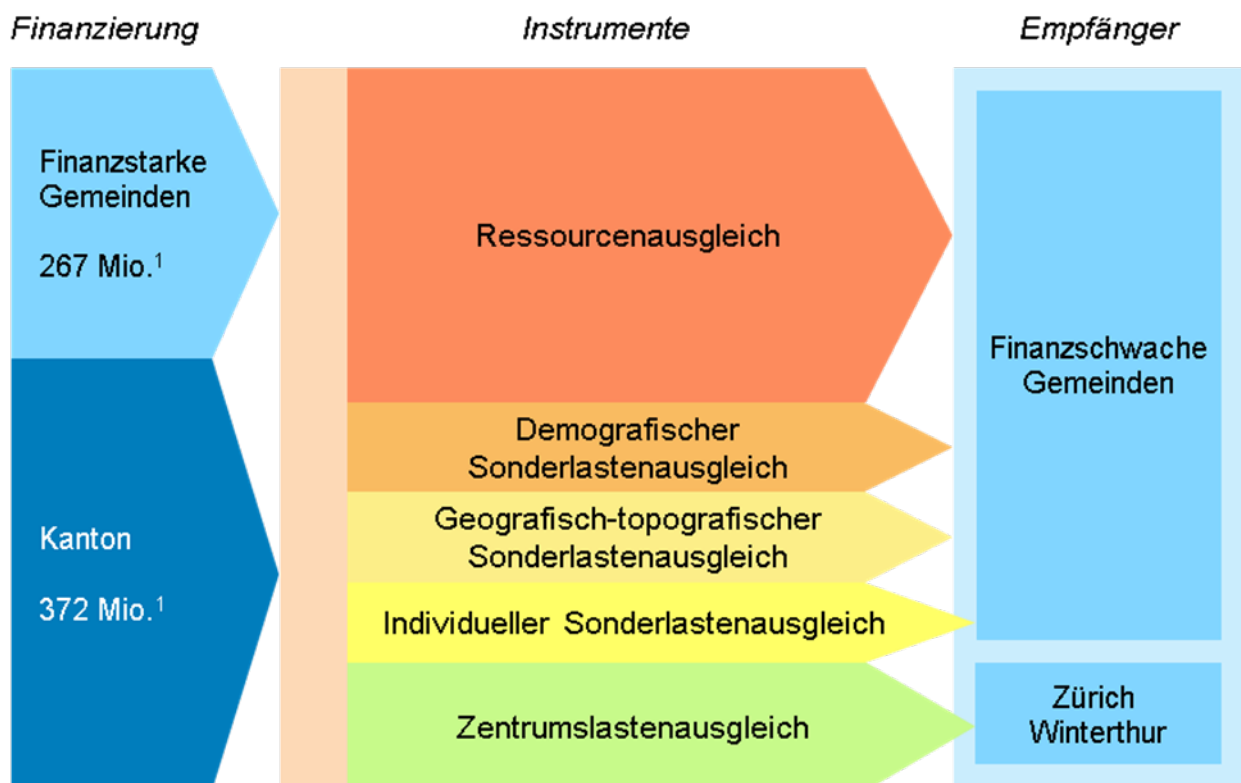 Finanzierung
Instrumente
Empfänger
Finanzstarke
Gemeinden
267 Mio.¹
Kanton
372 Mio.¹
Ressourcenausgleich
Demografischer
Sonderlastenausgleich
Geografisch-topografischer
Sonderlastenausgleich
Individueller Sonderlastenausgleich
Zentrumslastenausgleich
Finanzschwache
Gemeinden
Zürich
Winterthur